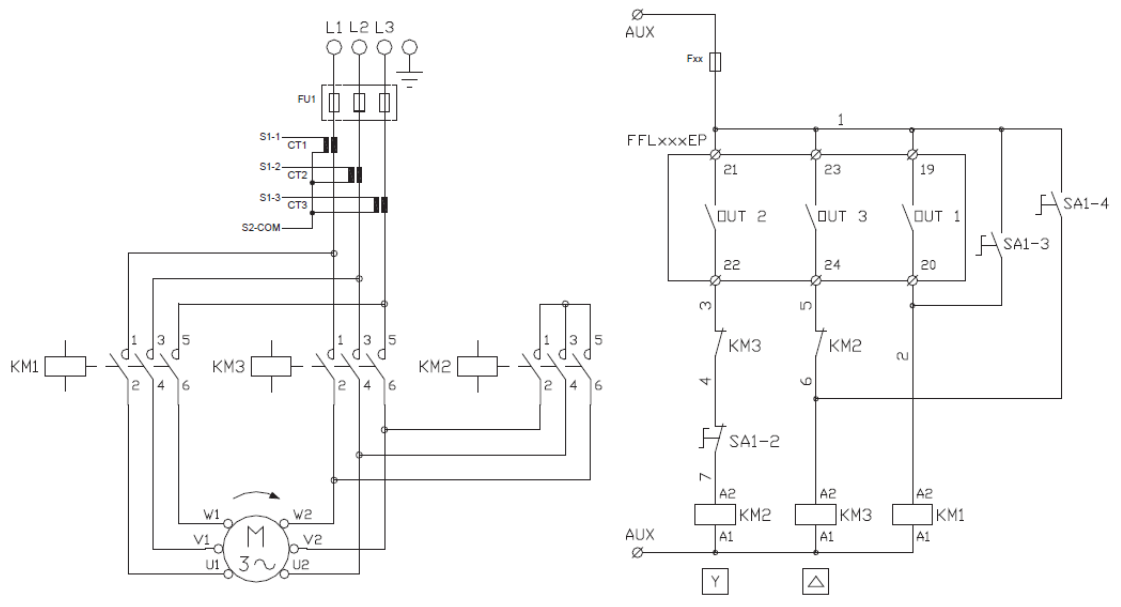 L1 L2 L3
FU1
S1-1
CT1
S1-2
CT2
S1-3
CT3
S2-COM
1 3 5
KM1
2 4 6
1 3 5
KM3
2 4 6
1 3 5
KM2
2 4 6
W1 W2
M
V1 V2
3~
U1 U2
AUX
Fxx
1
FFLxxxEP
21 23 19
SA1-4
OUT 2 OUT 3 OUT 1
SA1-3
22 24 20
3 5
KM3 KM2
2
4 6
SA1-2
7
A2 A2 A2
KM2 KM3 KM1
A1 A1 A1
AUX
Y Δ